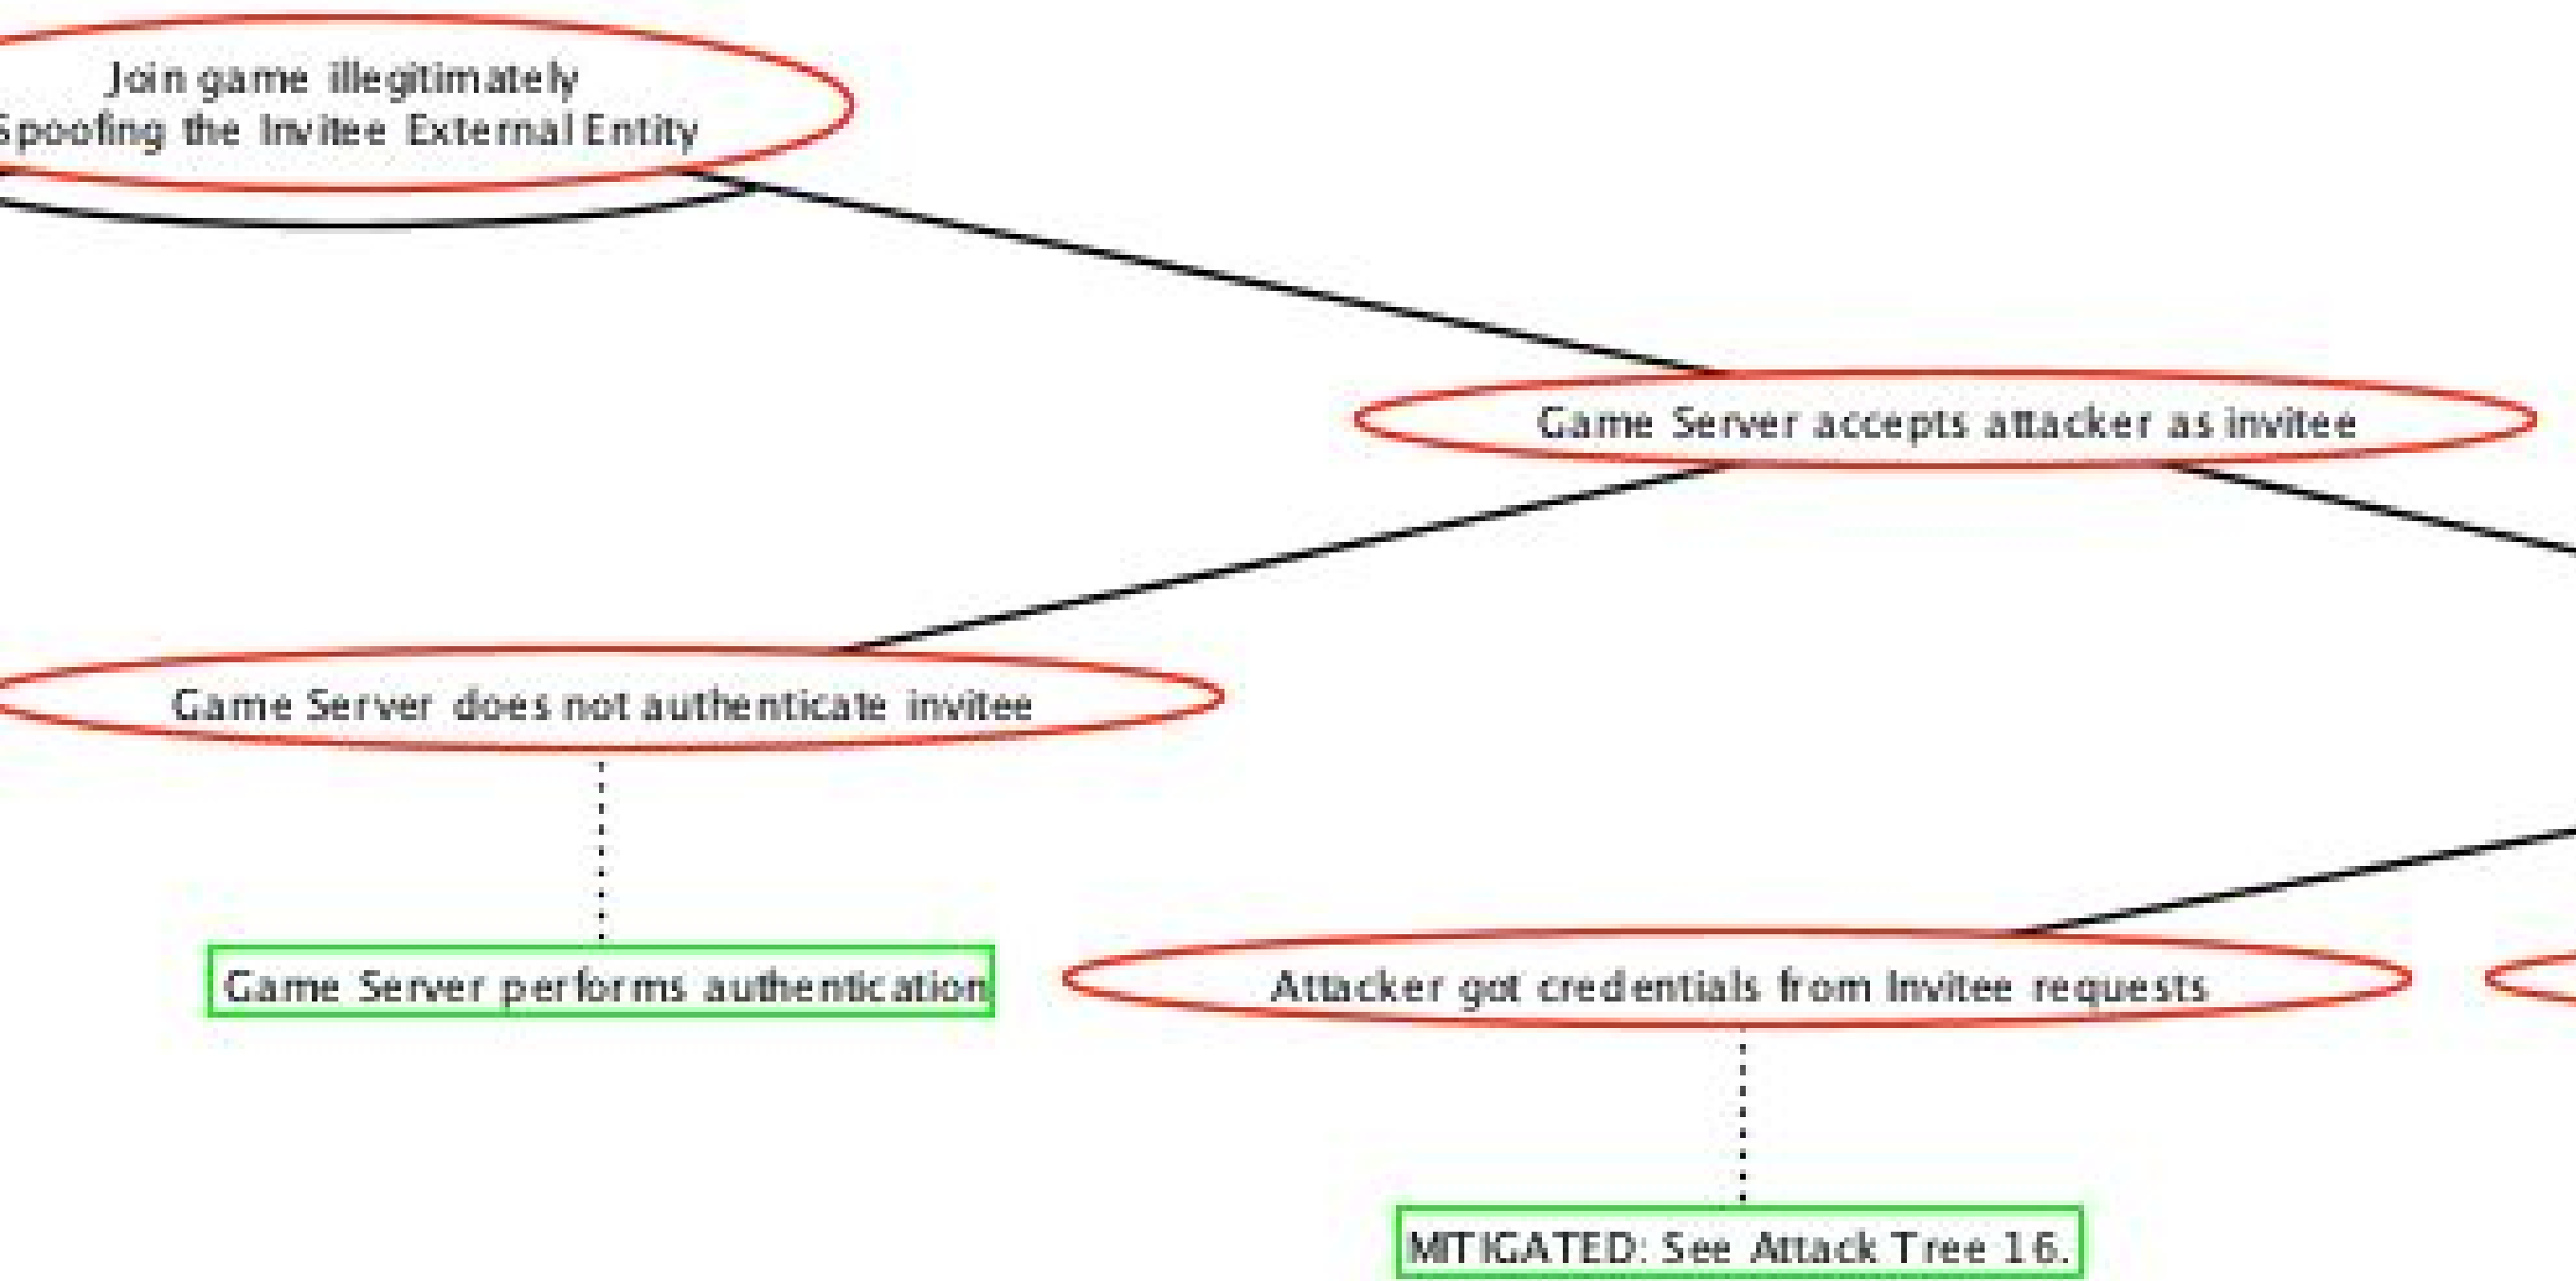 Join game illegitimately
Spoofing the Invitee External Entity
Game Server accepts attacker as invitee
Game Server does not authenticate invitee
Game Server performs authentication
Attacker got credentials from Invitee requests
MITIGATED: See Attack Tree 16.